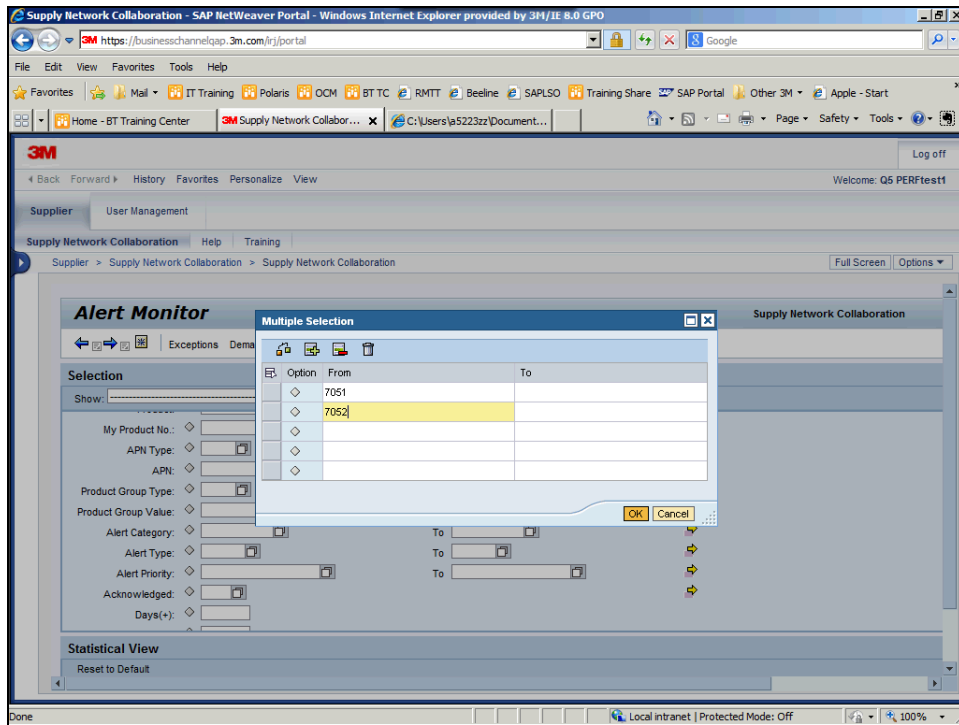 Supply Network Collaboration - SAP NetWeaver Portal - Windows Internet Explorer provided by 3M/IE 8.0 GPO
3M https://businesschannelqap.3m.com/irj/portal
Google
File Edit View Favorites Tools Help
Favorites Mail IT Training Polaris OCM BT TC RMTT Beeline SAPLSO Training Share SAP Portal Other 3M Apple - Start
Home - BT Training Center 3M Supply Network Collabor... X C:\Users\a5223zz\Document... Page Safety Tools
3M Log off
Back Forward History Favorites Personalize View Welcome: Q5 PERFtest1
Supplier User Management
Supply Network Collaboration Help Training
Supplier > Supply Network Collaboration > Supply Network Collaboration Full Screen Options
Alert Monitor Supply Network Collaboration
Multiple Selection
Exceptions Dema
Selection
Option From To
Show:
7051
7052
My Product No.:
APN Type:
APN:
Product Group Type:
Product Group Value:
OK Cancel
Alert Category: To
Alert Type: To
Alert Priority: To
Acknowledged:
Days(+):
Statistical View
Reset to Default
Done Local intranet | Protected Mode: Off 100%